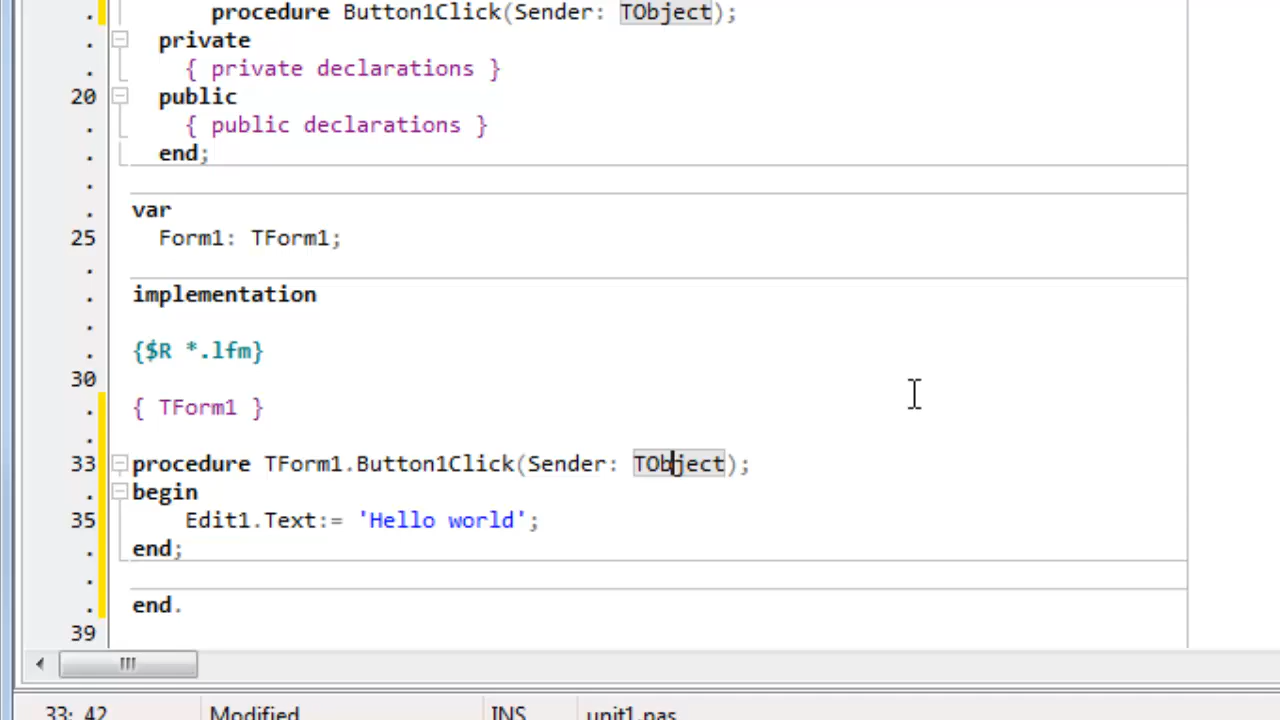 . procedure Button1Click(Sender: TObject);
. private
. { private declarations }
20 public
. { public declarations }
. end;
.
. var
25 Form1: TForm1;
.
. implementation
.
. {$R *.lfm}
30
. { TForm1 }
.
33 procedure TForm1.Button1Click(Sender: TObject);
. begin
35 Edit1.Text:= 'Hello world';
. end;
.
. end.
39
33: 42 Modified INS unit1.pas